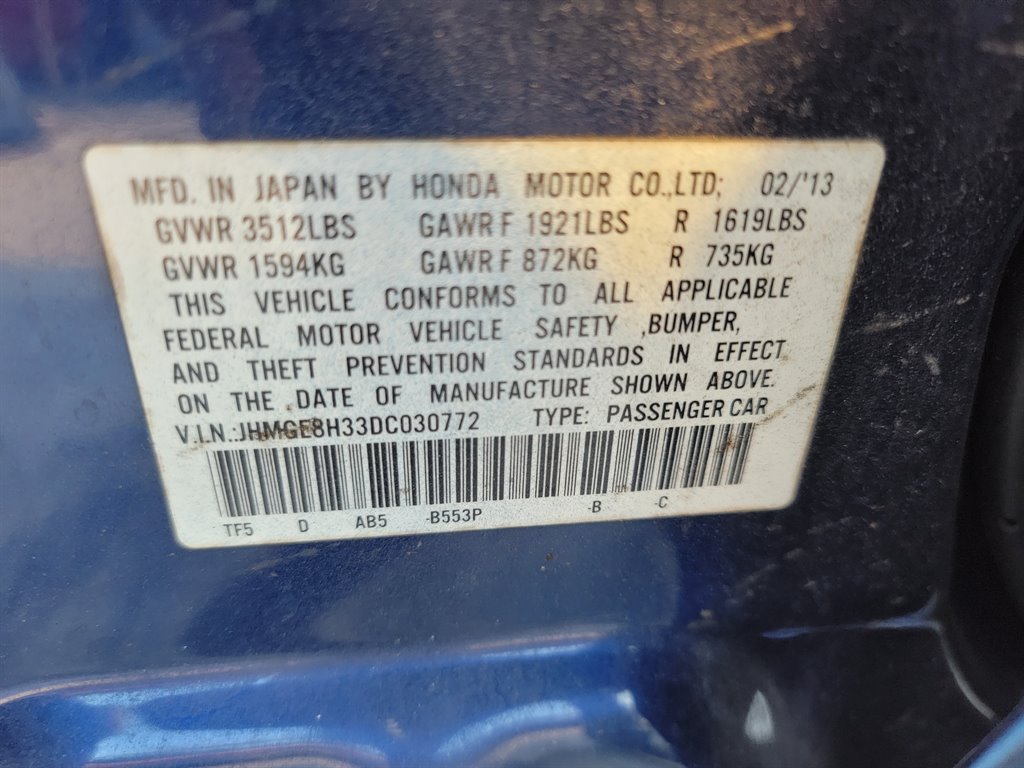 MFD. IN JAPAN BY HONDA MOTOR CO.,LTD; 02/'13
GVWR 3512LBS GAWR F 1921LBS R 1619LBS
GVWR 1594KG GAWR F 872KG R 735KG
THIS VEHICLE CONFORMS TO ALL APPLICABLE
FEDERAL MOTOR VEHICLE SAFETY ,BUMPER,
AND THEFT PREVENTION STANDARDS IN EFFECT
ON THE DATE OF MANUFACTURE SHOWN ABOVE.
V.I.N.:JHMGE8H33DC030772 TYPE: PASSENGER CAR
TF5 D AB5 -B553P -B -C